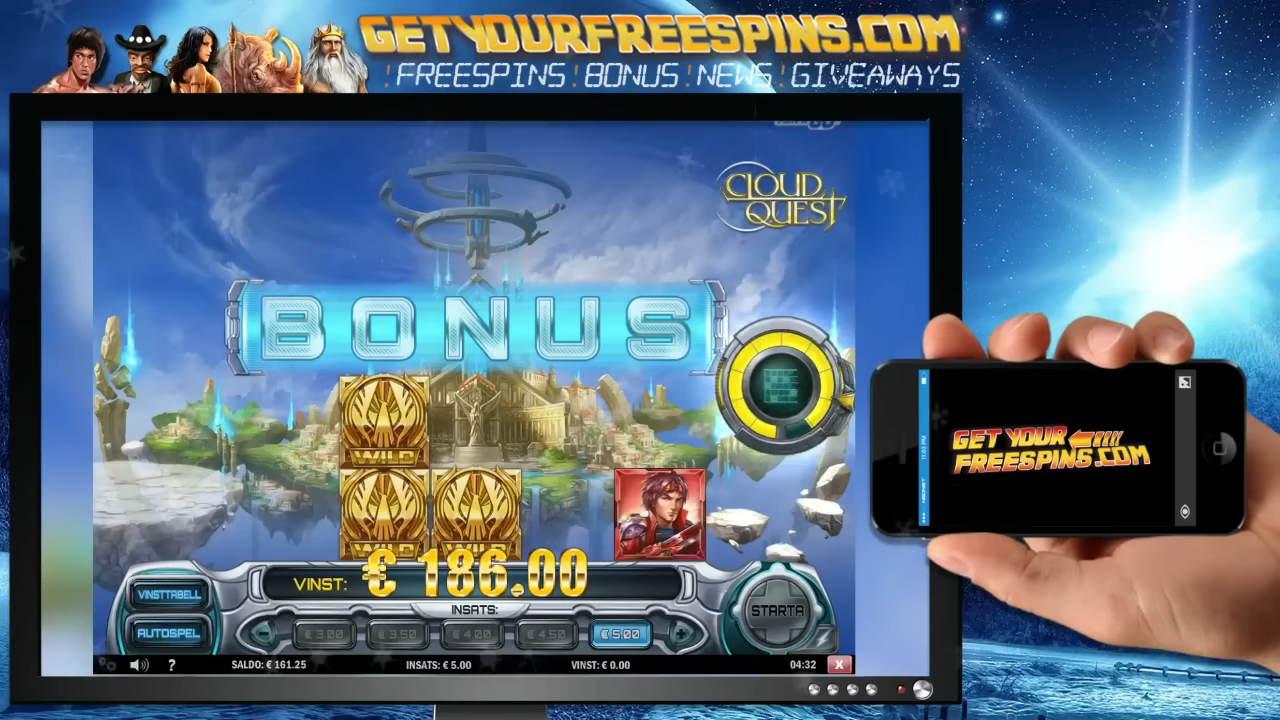 GETYOURFREESPINS.COM
!FREESPINS!BONUS!NEWS!GIVEAWAYS
CLOUD
QUEST
BONUS
WILD
WILD
WILD
VINST: € 186.00
VINSTTABELL
AUTOSPEL
INSATS:
€ 3.00
€ 3.50
€ 4.00
€ 4.50
€ 5.00
STARTA
? SALDO: € 161.25 INSATS: € 5.00 VINST: € 0.00 04:32 X
GET YOUR
FREESPINS.COM